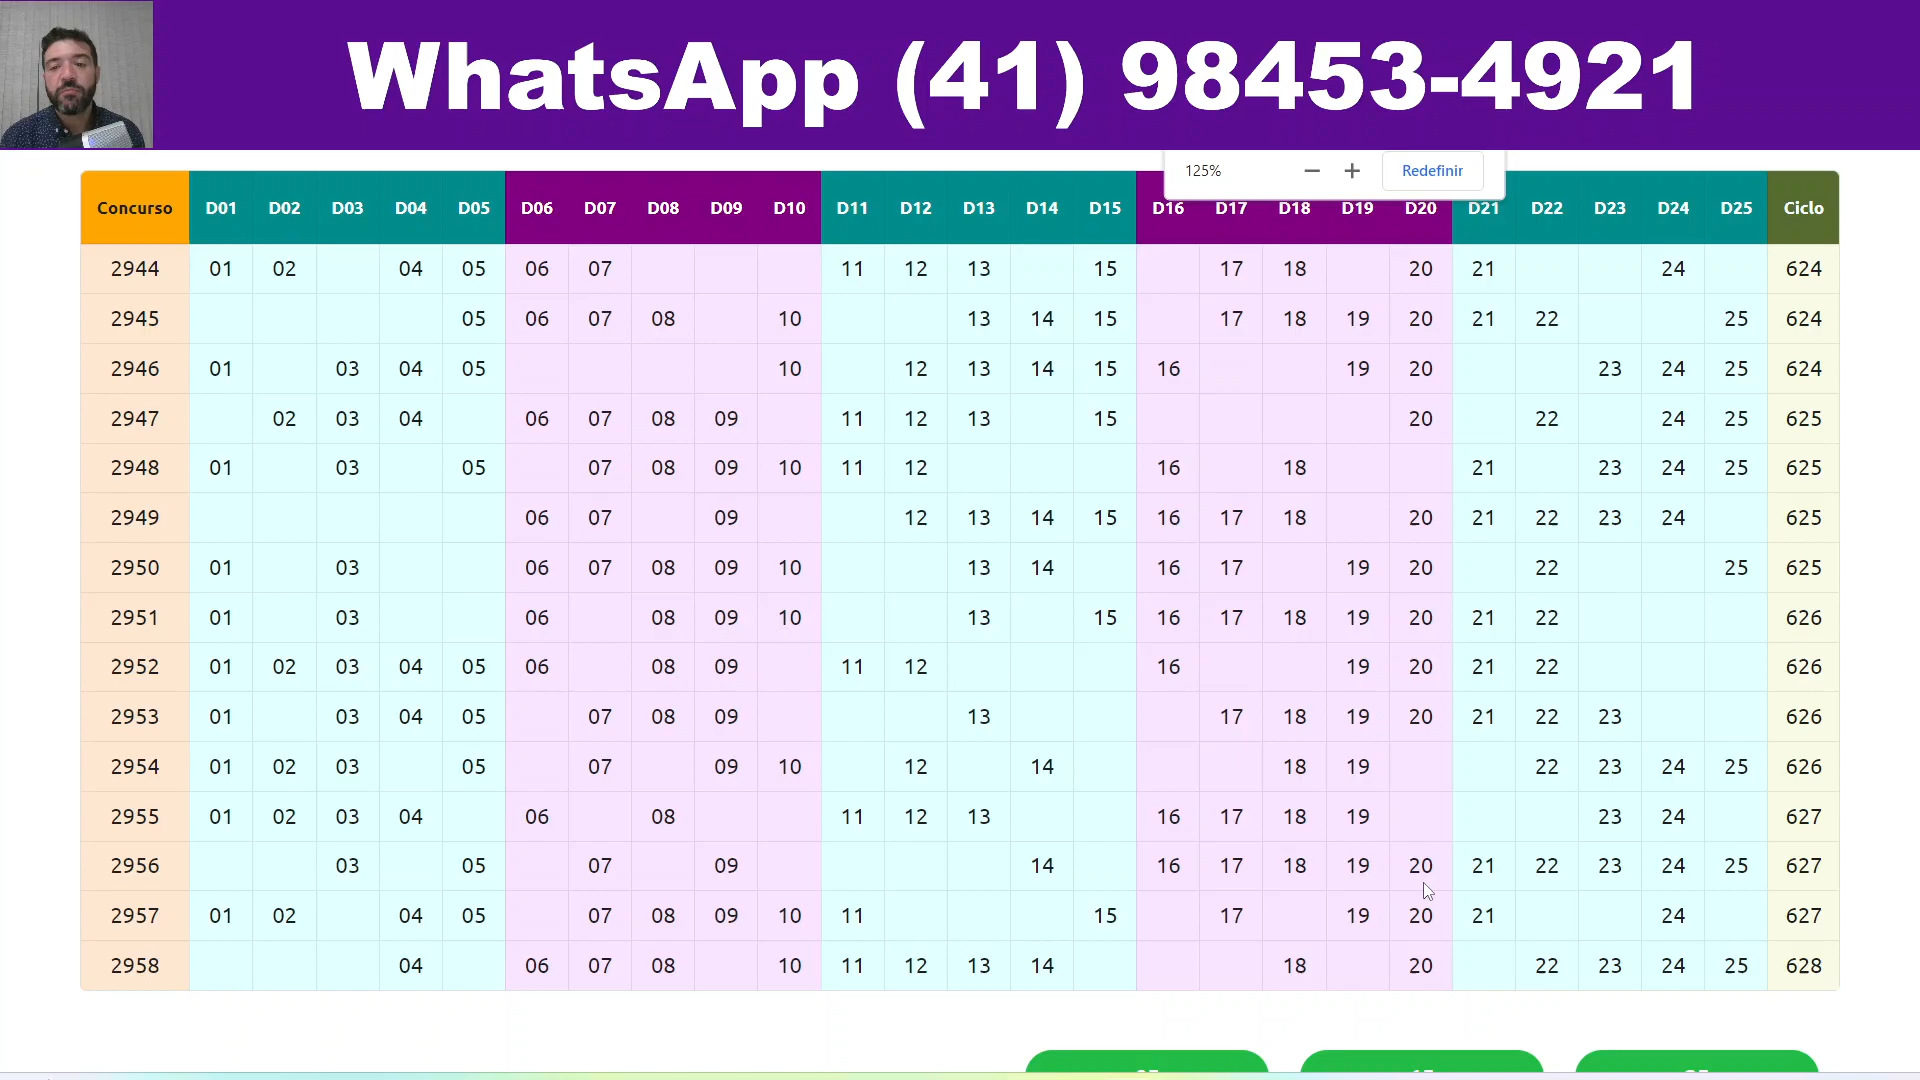 WhatsApp (41) 98453-4921
125% − + Redefinir
Concurso D01 D02 D03 D04 D05 D06 D07 D08 D09 D10 D11 D12 D13 D14 D15 D16 D17 D18 D19 D20 D21 D22 D23 D24 D25 Ciclo
2944 01 02 04 05 06 07 11 12 13 15 17 18 20 21 24 624
2945 05 06 07 08 10 13 14 15 17 18 19 20 21 22 25 624
2946 01 03 04 05 10 12 13 14 15 16 19 20 23 24 25 624
2947 02 03 04 06 07 08 09 11 12 13 15 20 22 24 25 625
2948 01 03 05 07 08 09 10 11 12 16 18 21 23 24 25 625
2949 06 07 09 12 13 14 15 16 17 18 20 21 22 23 24 625
2950 01 03 06 07 08 09 10 13 14 16 17 19 20 22 25 625
2951 01 03 06 08 09 10 13 15 16 17 18 19 20 21 22 626
2952 01 02 03 04 05 06 08 09 11 12 16 19 20 21 22 626
2953 01 03 04 05 07 08 09 13 17 18 19 20 21 22 23 626
2954 01 02 03 05 07 09 10 12 14 18 19 22 23 24 25 626
2955 01 02 03 04 06 08 11 12 13 16 17 18 19 23 24 627
2956 03 05 07 09 14 16 17 18 19 20 21 22 23 24 25 627
2957 01 02 04 05 07 08 09 10 11 15 17 19 20 21 24 627
2958 04 06 07 08 10 11 12 13 14 18 20 22 23 24 25 628